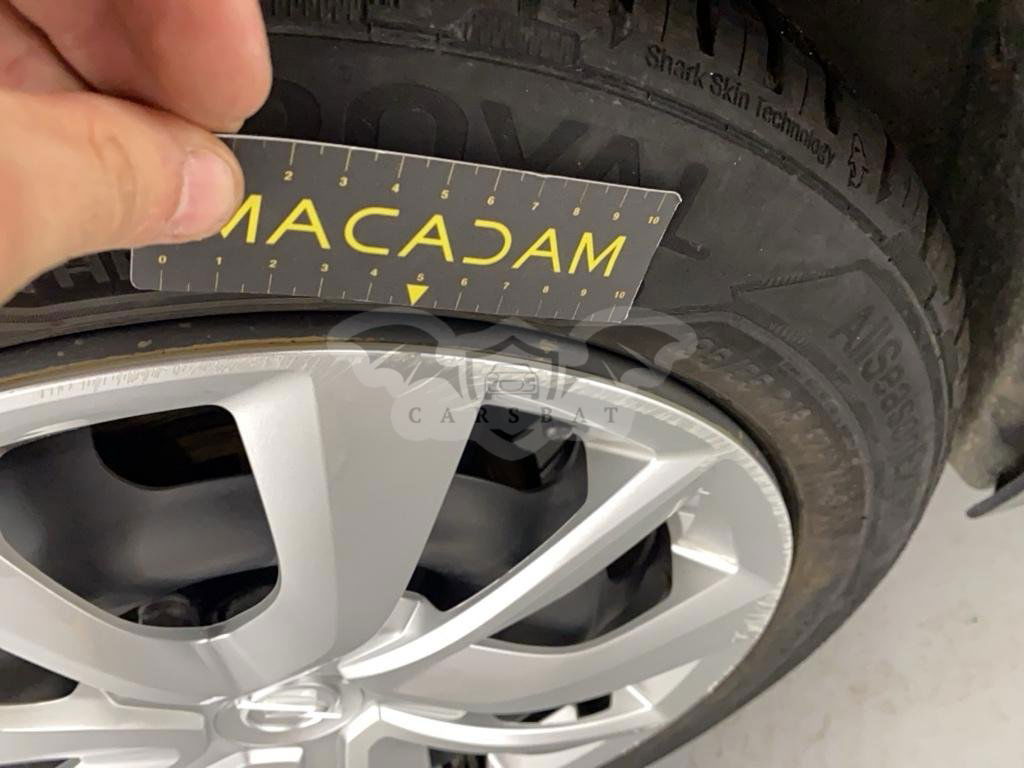 Shark Skin Technology
ROYAL
2 3 4 5 6 7 8 9 10
MACADAM
0 1 2 3 4 5 6 7 8 9 10
AllSeason
CARSBAT